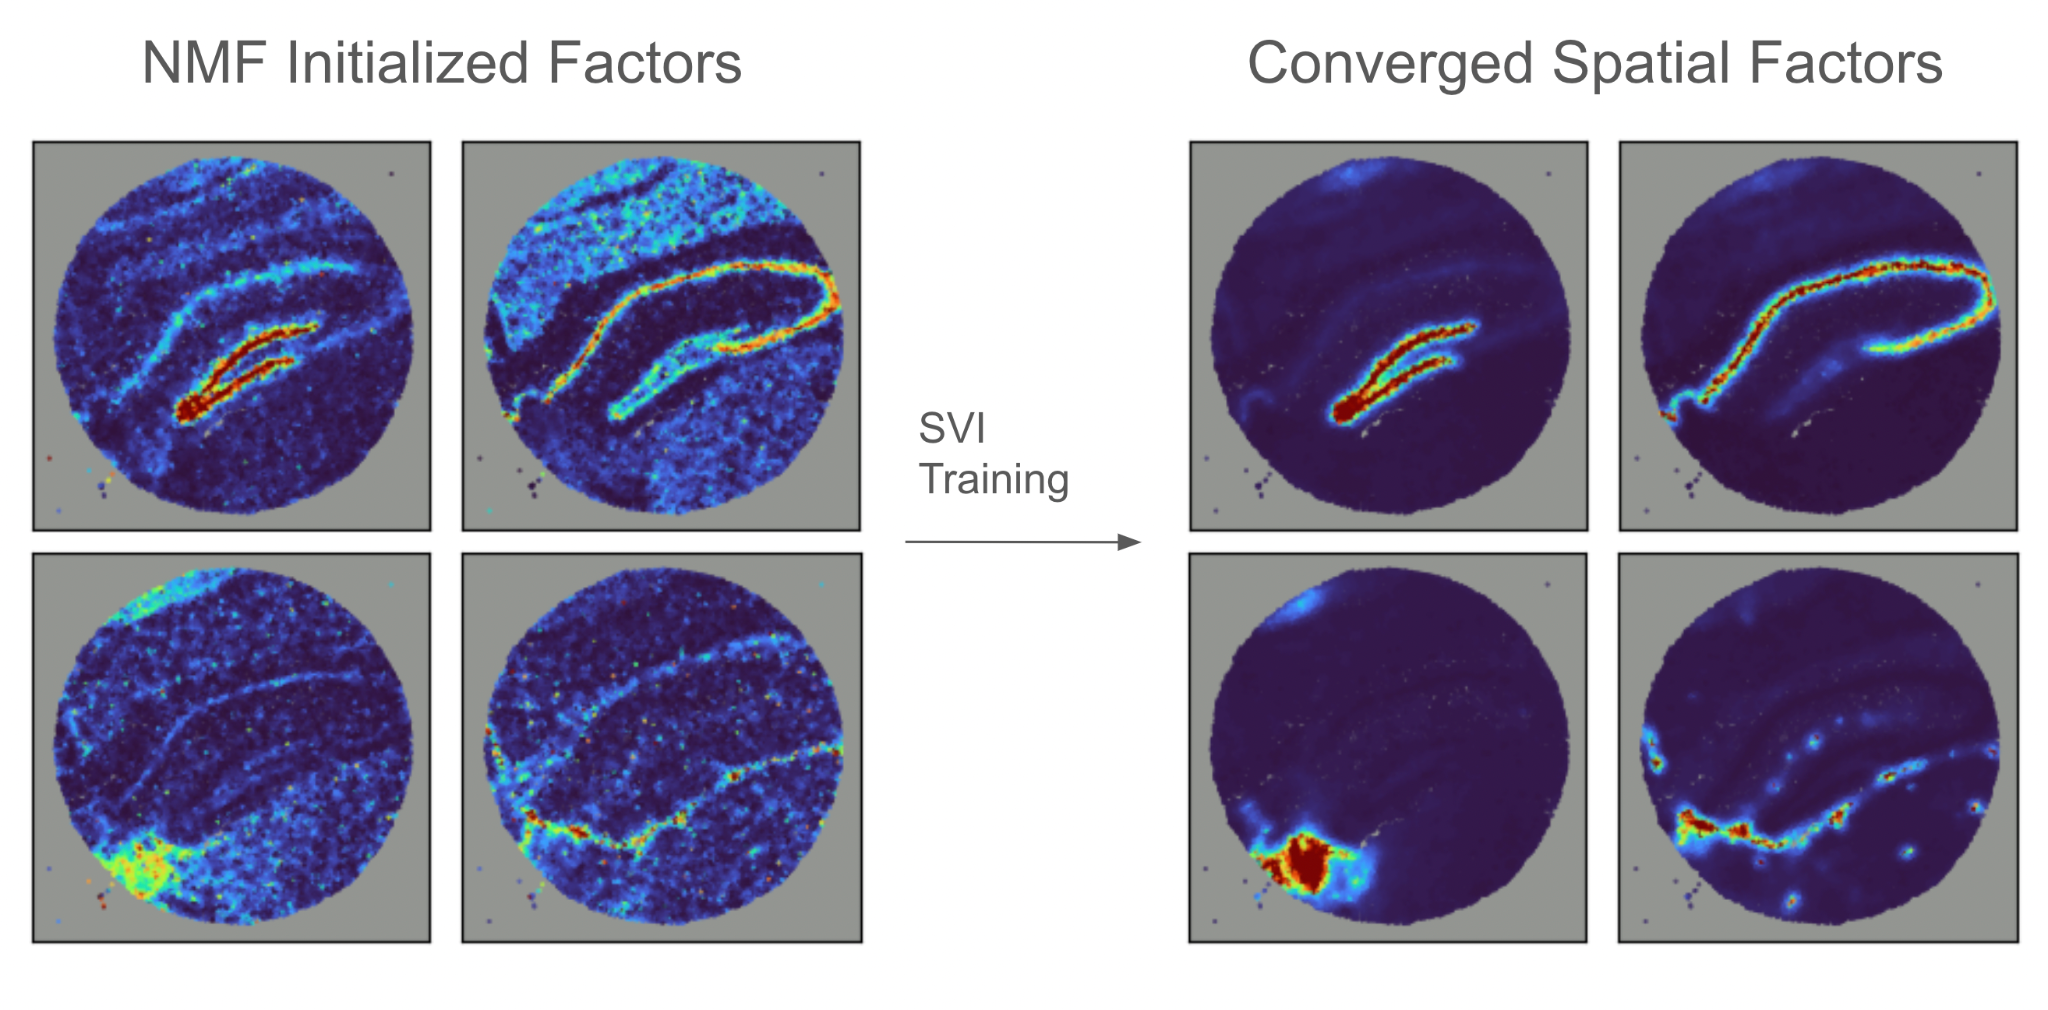 NMF Initialized Factors
Converged Spatial Factors
SVI
Training